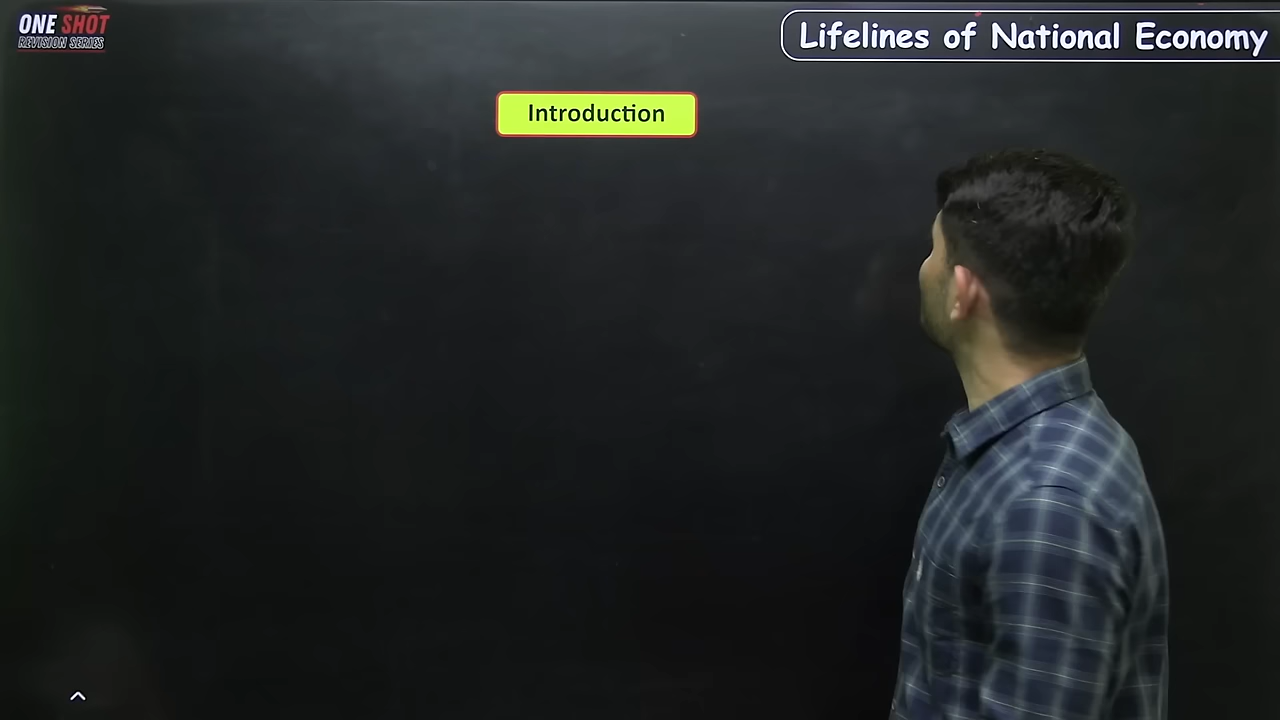 ONE SHOT
REVISION SERIES
Lifelines of National Economy
Introduction